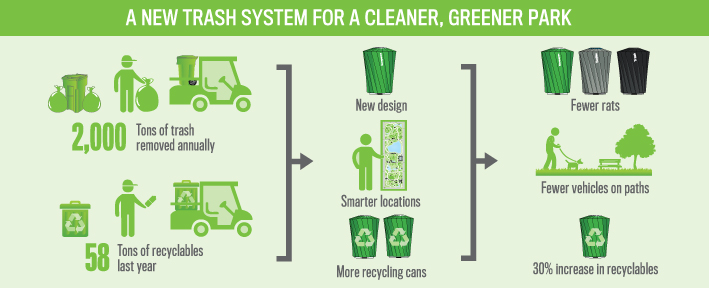 A NEW TRASH SYSTEM FOR A CLEANER, GREENER PARK
2,000 Tons of trash
removed annually
58 Tons of recyclables
last year
New design
Smarter locations
More recycling cans
Fewer rats
Fewer vehicles on paths
30% increase in recyclables